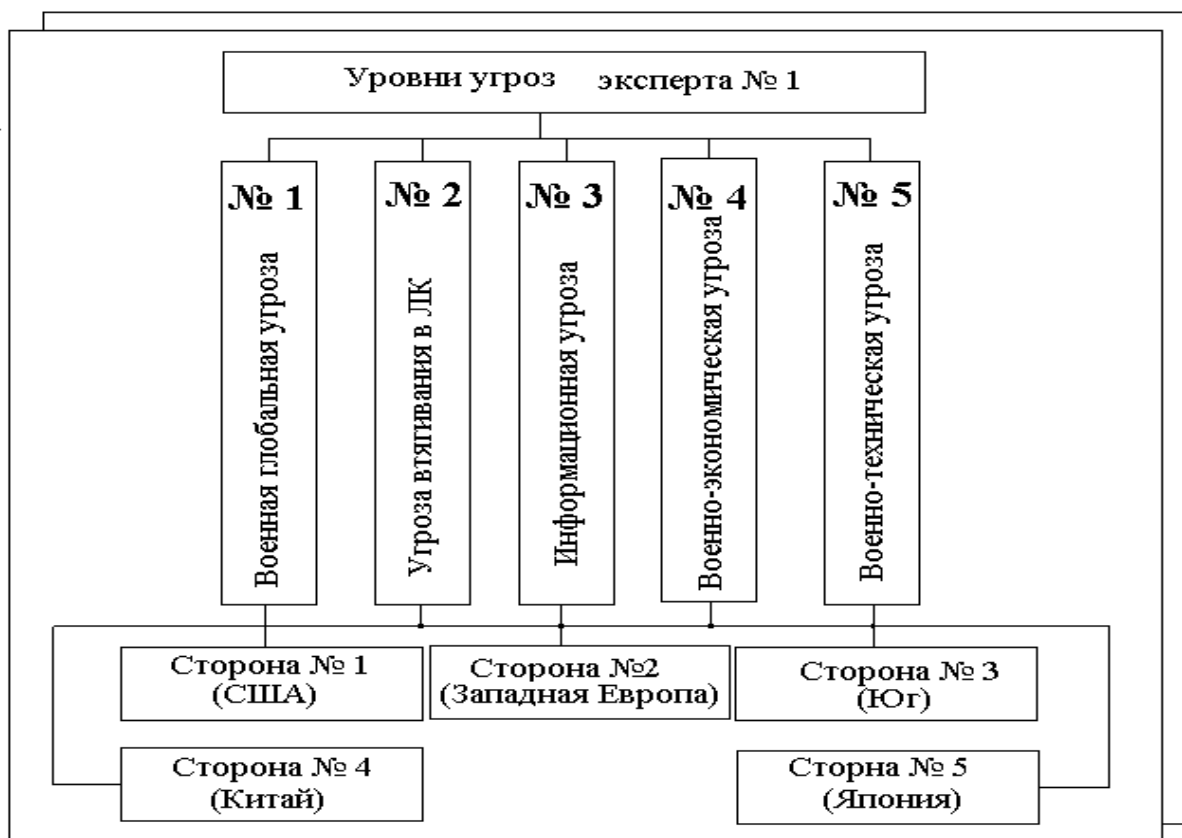 Уровни угроз эксперта № 1
№ 1
Военная глобальная угроза
№ 2
Угроза втягивания в ЛК
№ 3
Информационная угроза
№ 4
Военно-экономическая угроза
№ 5
Военно-техническая угроза
Сторона № 1
(США)
Сторона №2
(Западная Европа)
Сторона № 3
(Юг)
Сторона № 4
(Китай)
Сторна № 5
(Япония)